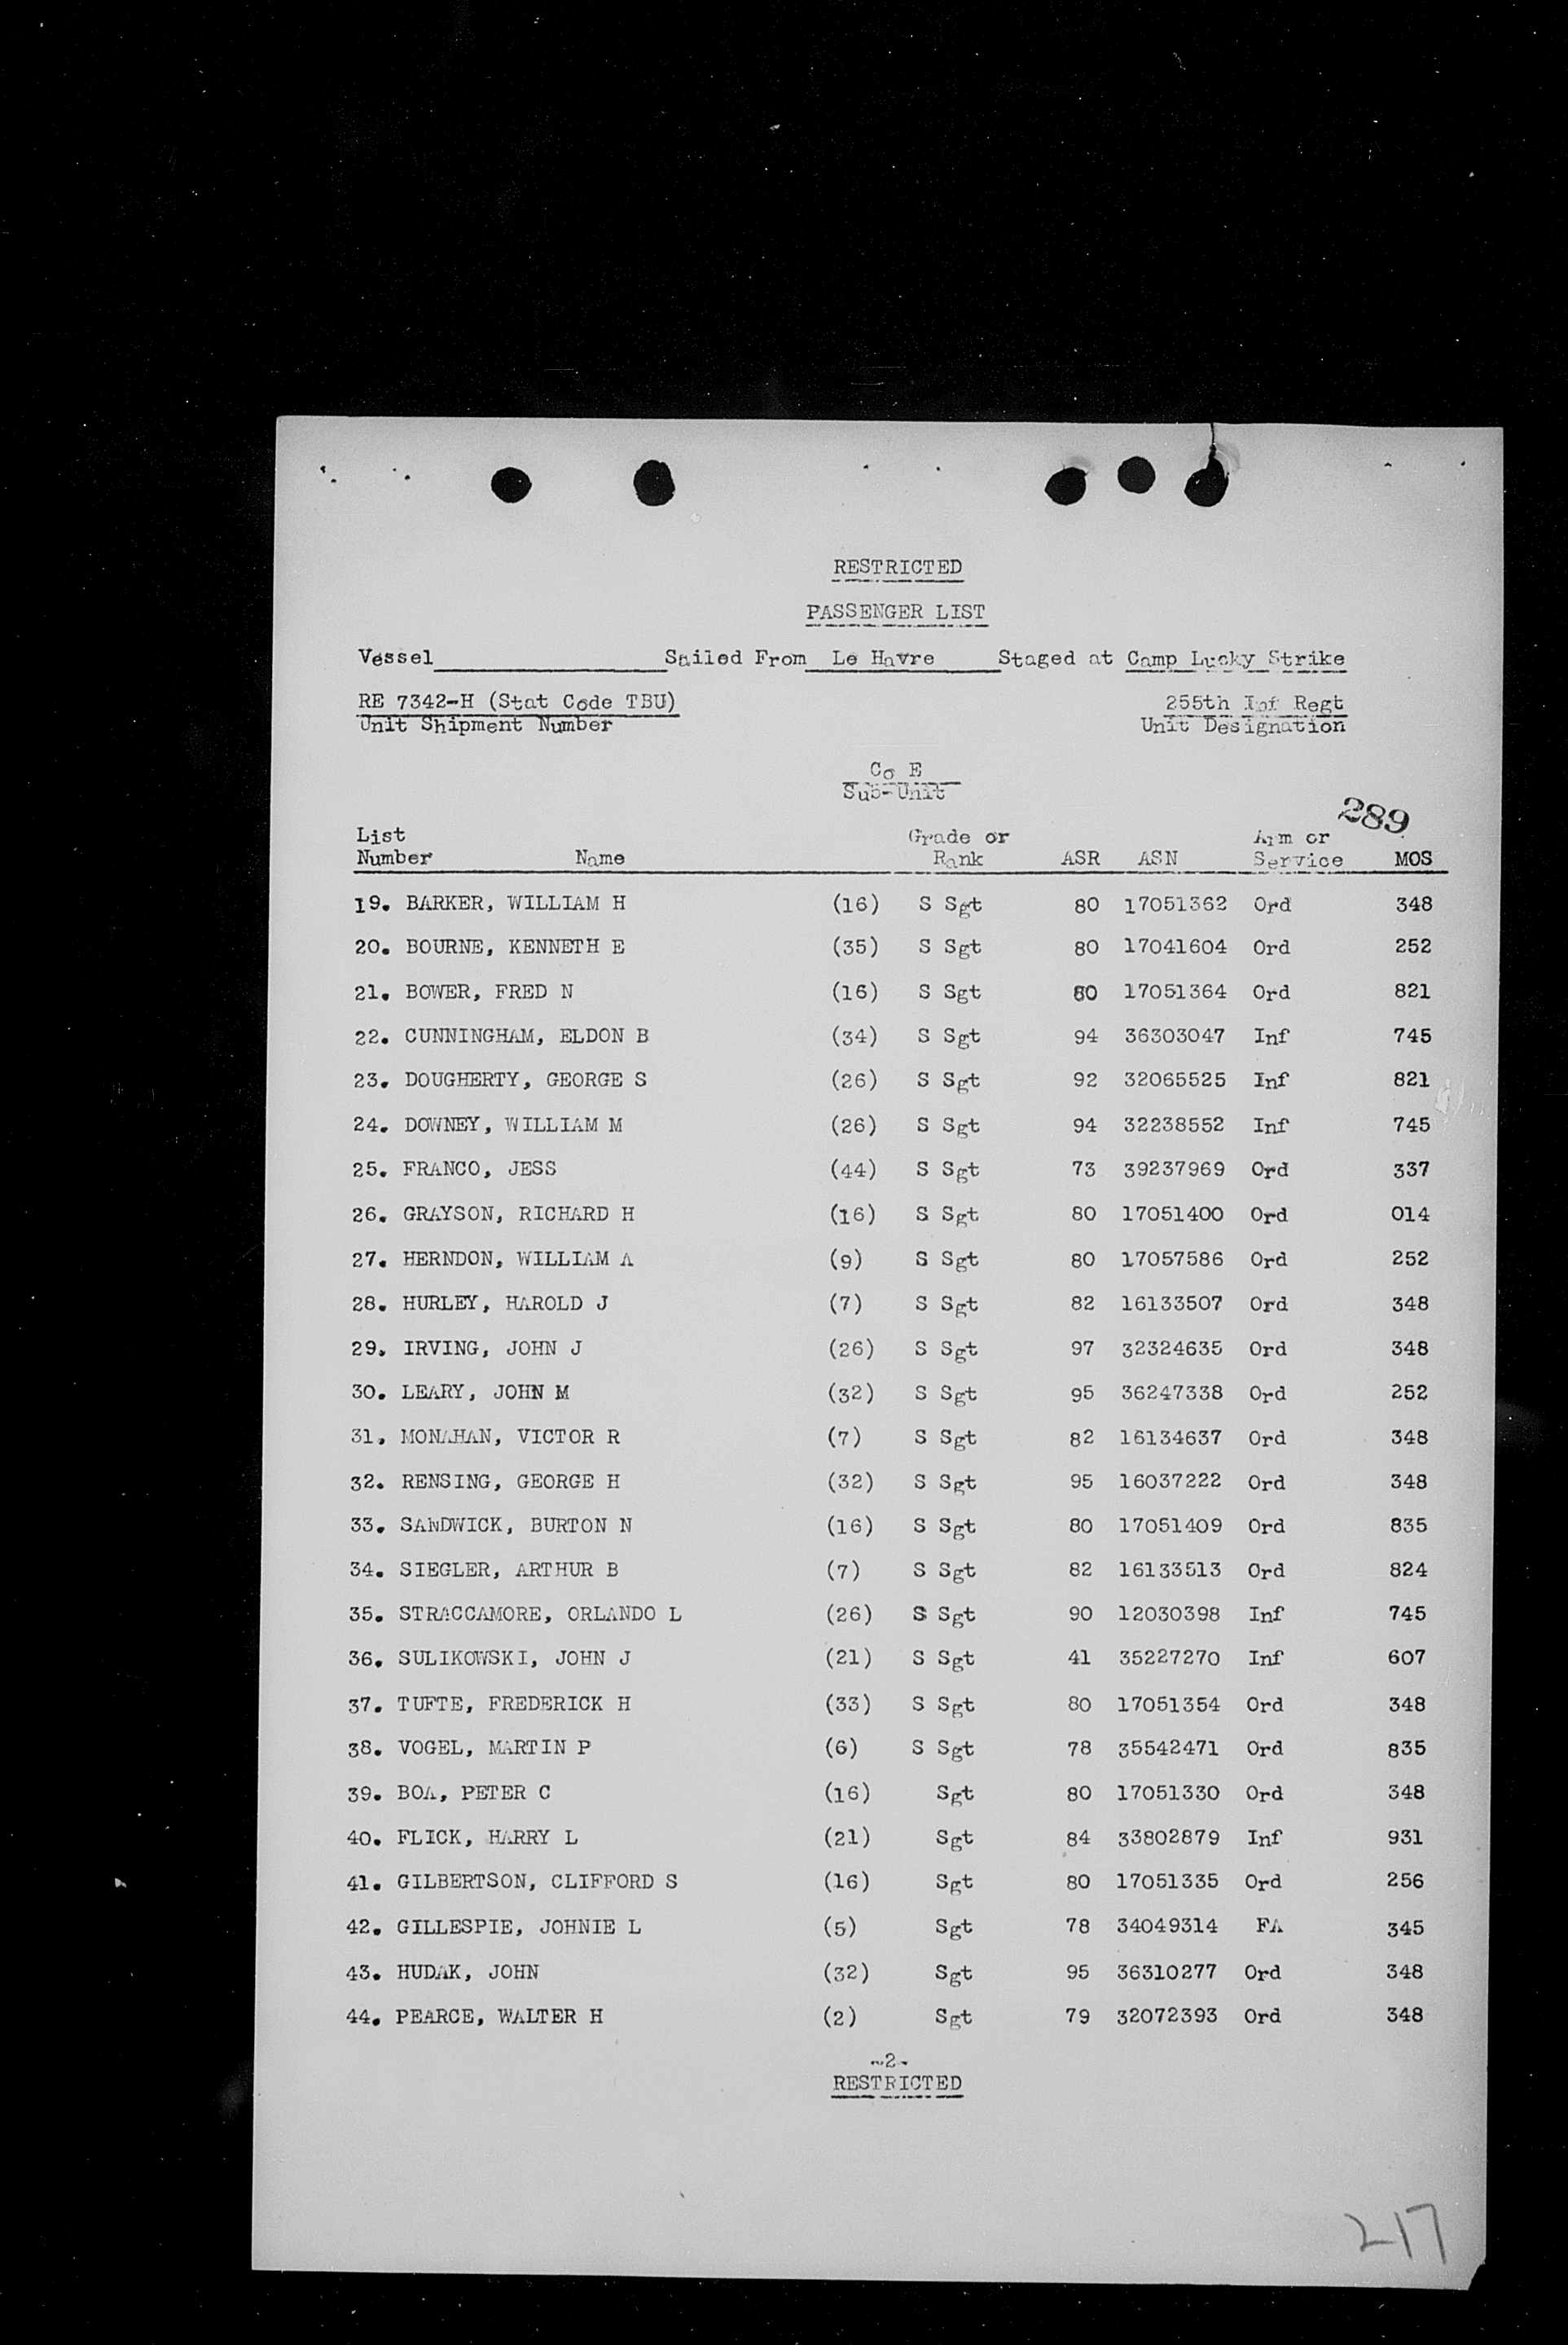 RESTRICTED
PASSENGER LIST
Vessel Sailed From Le Havre Staged at Camp Lucky Strike
RE 7342-H (Stat Code TBU) 255th Inf Regt
Unit Shipment Number Unit Designation
Co E
Sub-Unit
289
List Grade or Arm or
Number Name Rank ASR ASN Service MOS
19. BARKER, WILLIAM H (16) S Sgt 80 17051362 Ord 348
20. BOURNE, KENNETH E (35) S Sgt 80 17041604 Ord 252
21. BOWER, FRED N (16) S Sgt 80 17051364 Ord 821
22. CUNNINGHAM, ELDON B (34) S Sgt 94 36303047 Inf 745
23. DOUGHERTY, GEORGE S (26) S Sgt 92 32065525 Inf 821
24. DOWNEY, WILLIAM M (26) S Sgt 94 32238552 Inf 745
25. FRANCO, JESS (44) S Sgt 73 39237969 Ord 337
26. GRAYSON, RICHARD H (16) S Sgt 80 17051400 Ord 014
27. HERNDON, WILLIAM A (9) S Sgt 80 17057586 Ord 252
28. HURLEY, HAROLD J (7) S Sgt 82 16133507 Ord 348
29. IRVING, JOHN J (26) S Sgt 97 32324635 Ord 348
30. LEARY, JOHN M (32) S Sgt 95 36247338 Ord 252
31. MONAHAN, VICTOR R (7) S Sgt 82 16134637 Ord 348
32. RENSING, GEORGE H (32) S Sgt 95 16037222 Ord 348
33. SANDWICK, BURTON N (16) S Sgt 80 17051409 Ord 835
34. SIEGLER, ARTHUR B (7) S Sgt 82 16133513 Ord 824
35. STRACCAMORE, ORLANDO L (26) S Sgt 90 12030398 Inf 745
36. SULIKOWSKI, JOHN J (21) S Sgt 41 35227270 Inf 607
37. TUFTE, FREDERICK H (33) S Sgt 80 17051354 Ord 348
38. VOGEL, MARTIN P (6) S Sgt 78 35542471 Ord 835
39. BOA, PETER C (16) Sgt 80 17051330 Ord 348
40. FLICK, HARRY L (21) Sgt 84 33802879 Inf 931
41. GILBERTSON, CLIFFORD S (16) Sgt 80 17051335 Ord 256
42. GILLESPIE, JOHNIE L (5) Sgt 78 34049314 FA 345
43. HUDAK, JOHN (32) Sgt 95 36310277 Ord 348
44. PEARCE, WALTER H (2) Sgt 79 32072393 Ord 348
-2-
RESTRICTED
217